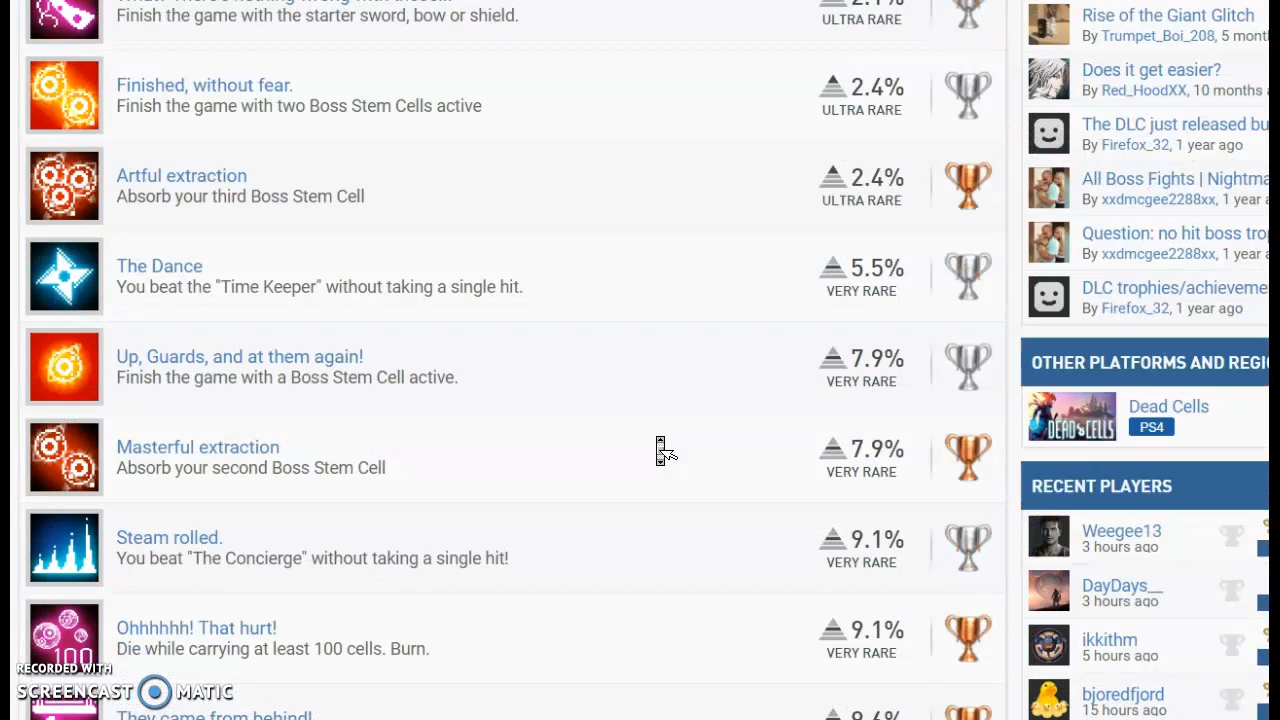 Finish the game with the starter sword, bow or shield.
ULTRA RARE
Finished, without fear.
Finish the game with two Boss Stem Cells active
2.4%
ULTRA RARE
Artful extraction
Absorb your third Boss Stem Cell
2.4%
ULTRA RARE
The Dance
You beat the "Time Keeper" without taking a single hit.
5.5%
VERY RARE
Up, Guards, and at them again!
Finish the game with a Boss Stem Cell active.
7.9%
VERY RARE
Masterful extraction
Absorb your second Boss Stem Cell
7.9%
VERY RARE
Steam rolled.
You beat "The Concierge" without taking a single hit!
9.1%
VERY RARE
Ohhhhhh! That hurt!
Die while carrying at least 100 cells. Burn.
9.1%
VERY RARE
100
They came from behind!
Rise of the Giant Glitch
By Trumpet_Boi_208, 5 mont
Does it get easier?
By Red_HoodXX, 10 months a
The DLC just released bu
By Firefox_32, 1 year ago
All Boss Fights | Nightma
By xxdmcgee2288xx, 1 year a
Question: no hit boss tro
By xxdmcgee2288xx, 1 year ago
DLC trophies/achieveme
By Firefox_32, 1 year ago
OTHER PLATFORMS AND REGI
DEAD CELLS
Dead Cells
PS4
RECENT PLAYERS
Weegee13
3 hours ago
DayDays__
3 hours ago
ikkithm
5 hours ago
bjoredfjord
15 hours ago
RECORDED WITH
SCREENCAST MATIC